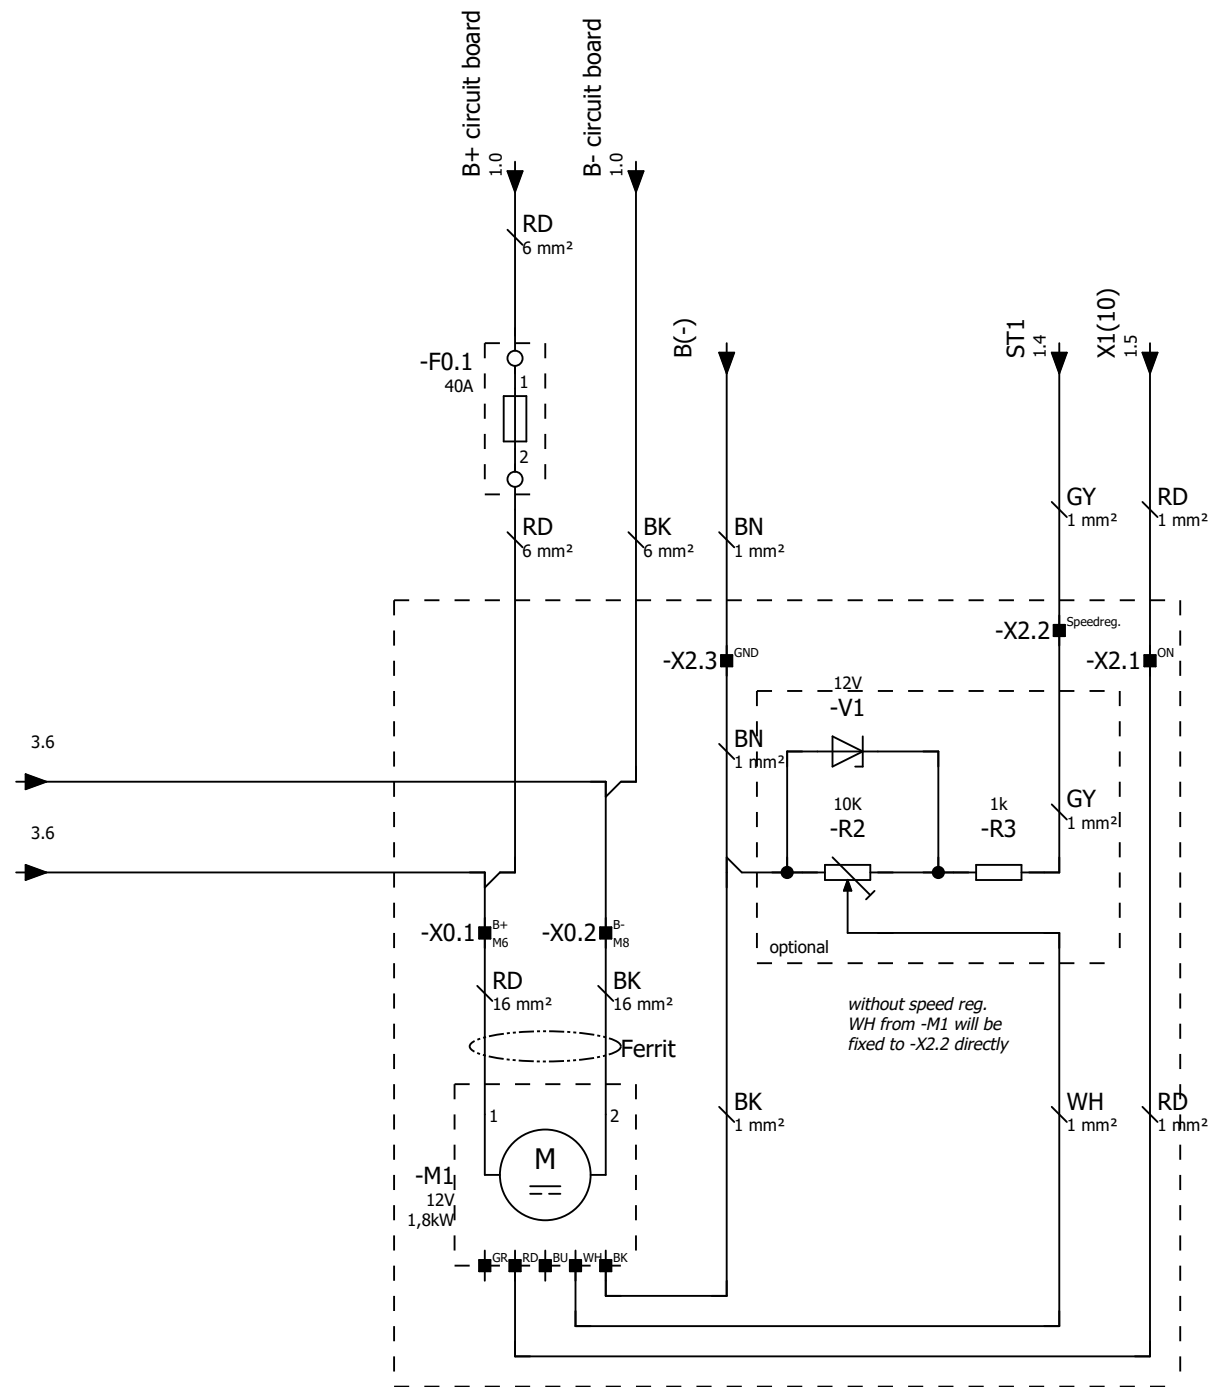 B+ circuit board
1.0
B- circuit board
1.0
RD
6 mm²
B(-)
ST1
1.4
X1(10)
1.5
-F0.1
40A
1
2
RD
6 mm²
BK
6 mm²
BN
1 mm²
GY
1 mm²
RD
1 mm²
-X2.2
Speedreg.
-X2.3
GND
-X2.1
ON
12V
-V1
3.6
BN
1 mm²
10K
-R2
1k
-R3
GY
1 mm²
3.6
-X0.1
B+
M6
-X0.2
B-
M8
optional
RD
16 mm²
BK
16 mm²
without speed reg.
WH from -M1 will be
fixed to -X2.2 directly
Ferrit
1
2
BK
1 mm²
WH
1 mm²
RD
1 mm²
M
-M1
12V
1,8kW
GR
RD
BU
WH
BK